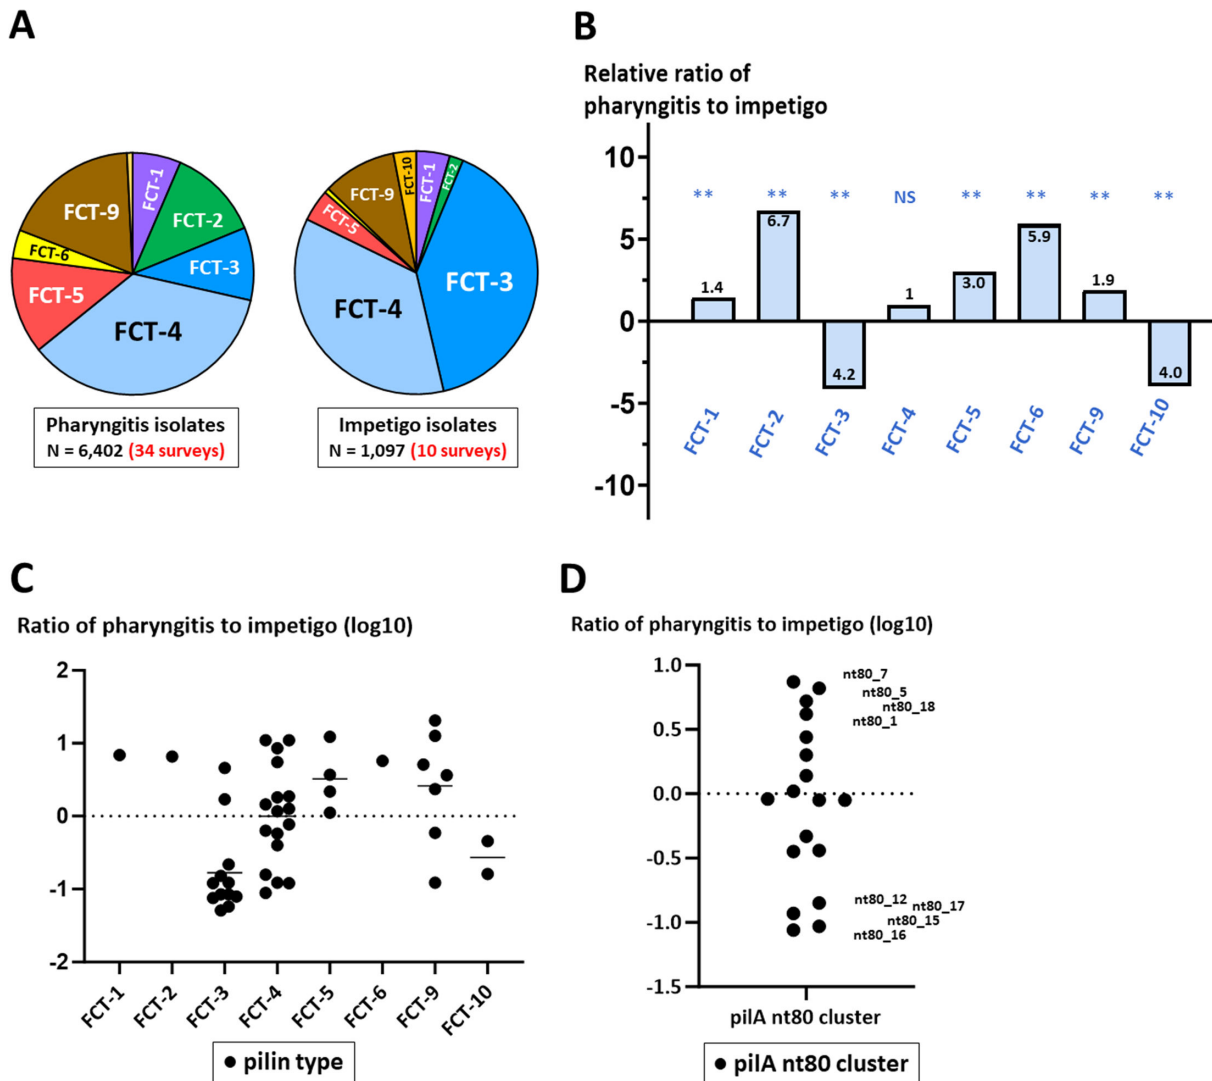 A
FCT-1
FCT-2
FCT-3
FCT-4
FCT-5
FCT-6
FCT-9
Pharyngitis isolates
N = 6,402 (34 surveys)
FCT-1
FCT-2
FCT-3
FCT-4
FCT-5
FCT-9
FCT-10
Impetigo isolates
N = 1,097 (10 surveys)
B
Relative ratio of
pharyngitis to impetigo
10
5
0
-5
-10
** ** ** NS ** ** ** **
1.4 6.7 4.2 1 3.0 5.9 1.9 4.0
FCT-1 FCT-2 FCT-3 FCT-4 FCT-5 FCT-6 FCT-9 FCT-10
C
Ratio of pharyngitis to impetigo (log10)
2
1
0
-1
-2
FCT-1 FCT-2 FCT-3 FCT-4 FCT-5 FCT-6 FCT-9 FCT-10
pilin type
D
Ratio of pharyngitis to impetigo (log10)
1.0
0.5
0.0
-0.5
-1.0
-1.5
nt80_7
nt80_5
nt80_18
nt80_1
nt80_12
nt80_17
nt80_15
nt80_16
pilA nt80 cluster
pilA nt80 cluster